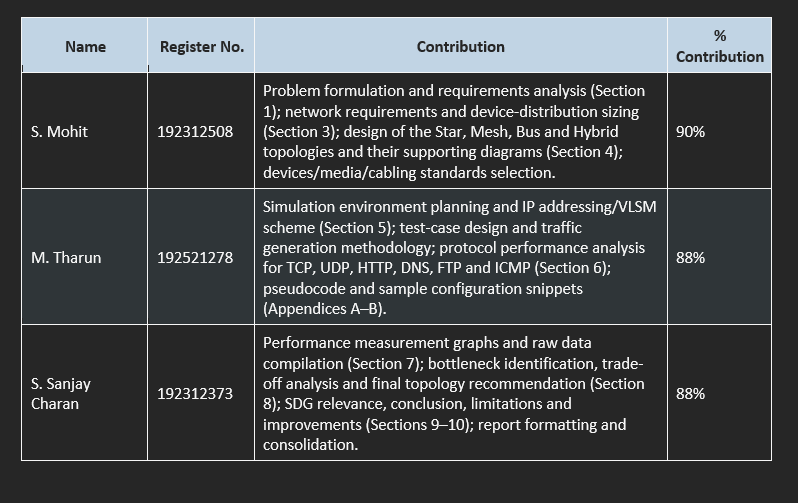 Name
Register No.
Contribution
%
Contribution
S. Mohit
192312508
Problem formulation and requirements analysis (Section
1); network requirements and device-distribution sizing
(Section 3); design of the Star, Mesh, Bus and Hybrid
topologies and their supporting diagrams (Section 4);
devices/media/cabling standards selection.
90%
M. Tharun
192521278
Simulation environment planning and IP addressing/VLSM
scheme (Section 5); test-case design and traffic
generation methodology; protocol performance analysis
for TCP, UDP, HTTP, DNS, FTP and ICMP (Section 6);
pseudocode and sample configuration snippets
(Appendices A–B).
88%
S. Sanjay
Charan
192312373
Performance measurement graphs and raw data
compilation (Section 7); bottleneck identification, trade-
off analysis and final topology recommendation (Section
8); SDG relevance, conclusion, limitations and
improvements (Sections 9–10); report formatting and
consolidation.
88%